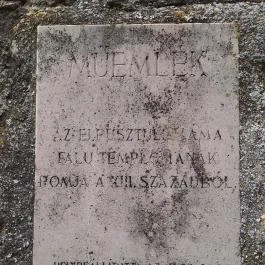 MŰEMLÉK
AZ ELPUSZTULT
FALU TEMPLOMÁNAK
ROMJA A XIII. SZÁZADBÓL